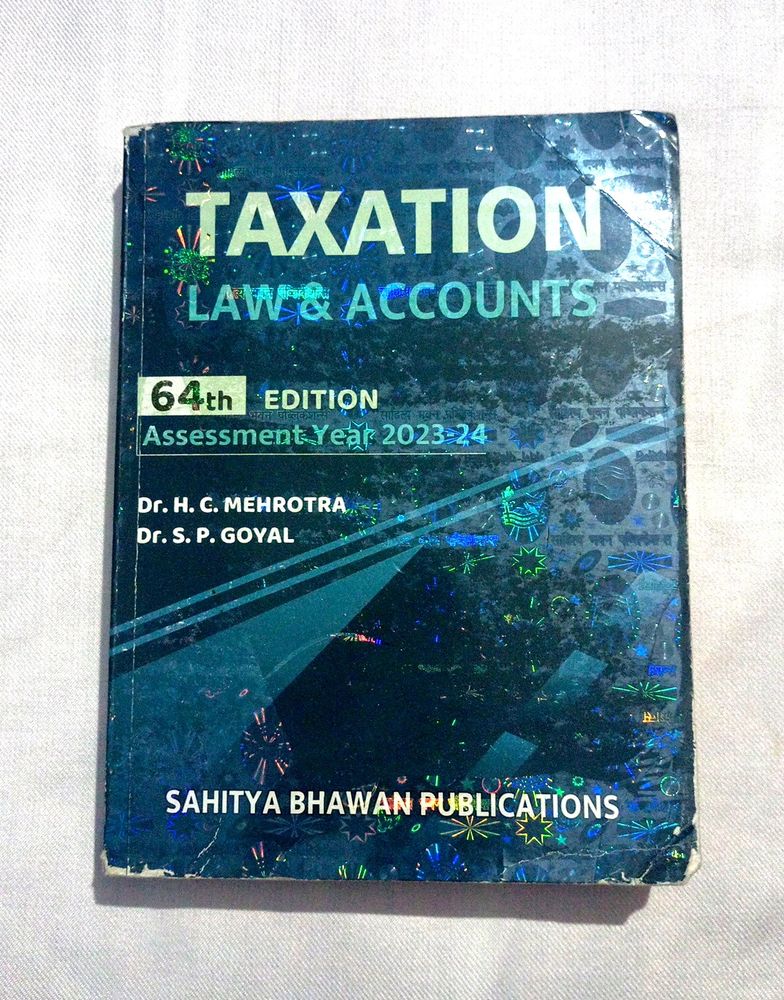 TAXATION
LAW & ACCOUNTS
64th EDITION
Assessment Year 2023-24
Dr. H. C. MEHROTRA
Dr. S. P. GOYAL
SAHITYA BHAWAN PUBLICATIONS